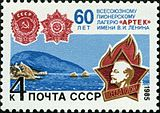 60 ЛЕТ
ВСЕСОЮЗНОМУ
ПИОНЕРСКОМУ
ЛАГЕРЮ "АРТЕК"
ИМЕНИ В. И. ЛЕНИНА
4 К ПОЧТА СССР
1985